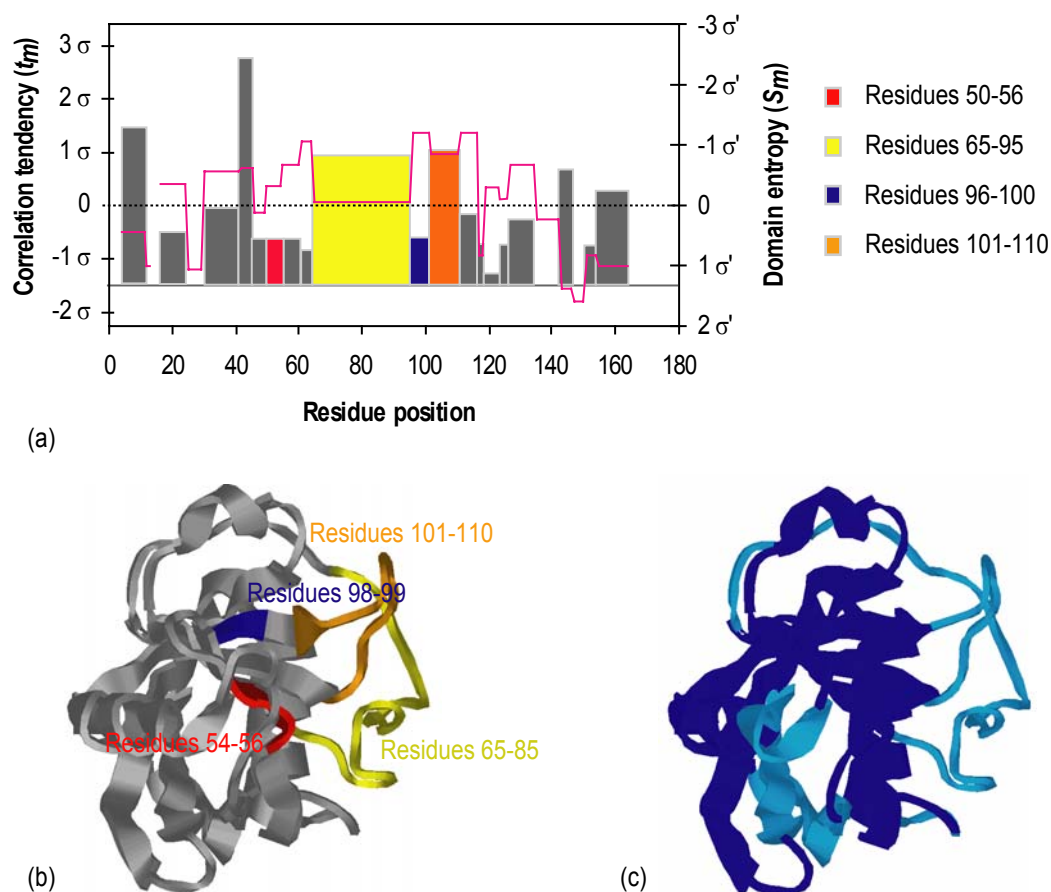 (a)
Correlation tendency (tm)
3 σ
2 σ
1 σ
0
-1 σ
-2 σ
-3 σ'
-2 σ'
-1 σ'
0
1 σ'
2 σ'
Domain entropy (Sm)
0 20 40 60 80 100 120 140 160 180
Residue position
Residues 50-56
Residues 65-95
Residues 96-100
Residues 101-110
Residues 101-110
Residues 98-99
Residues 54-56
Residues 65-85
(b)
(c)